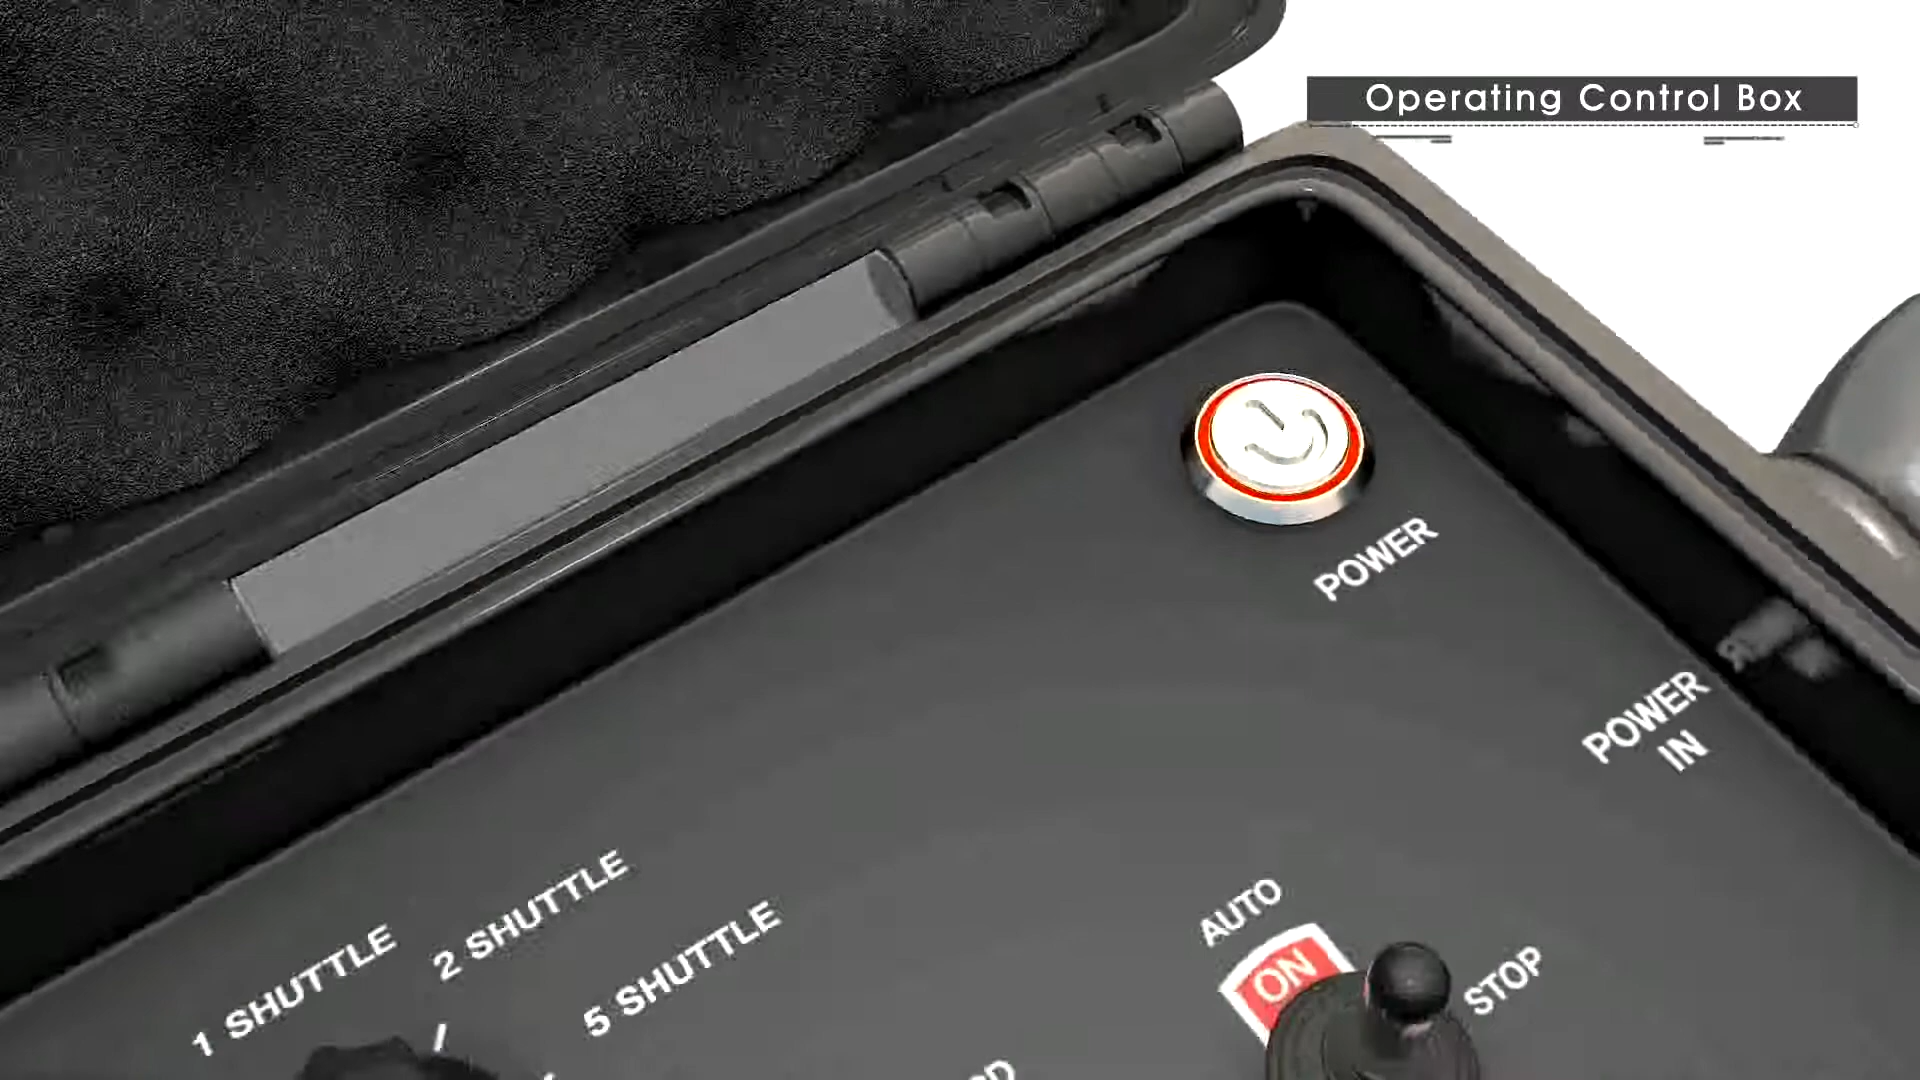 Operating Control Box
POWER
POWER
IN
AUTO
ON
STOP
1 SHUTTLE
2 SHUTTLE
5 SHUTTLE